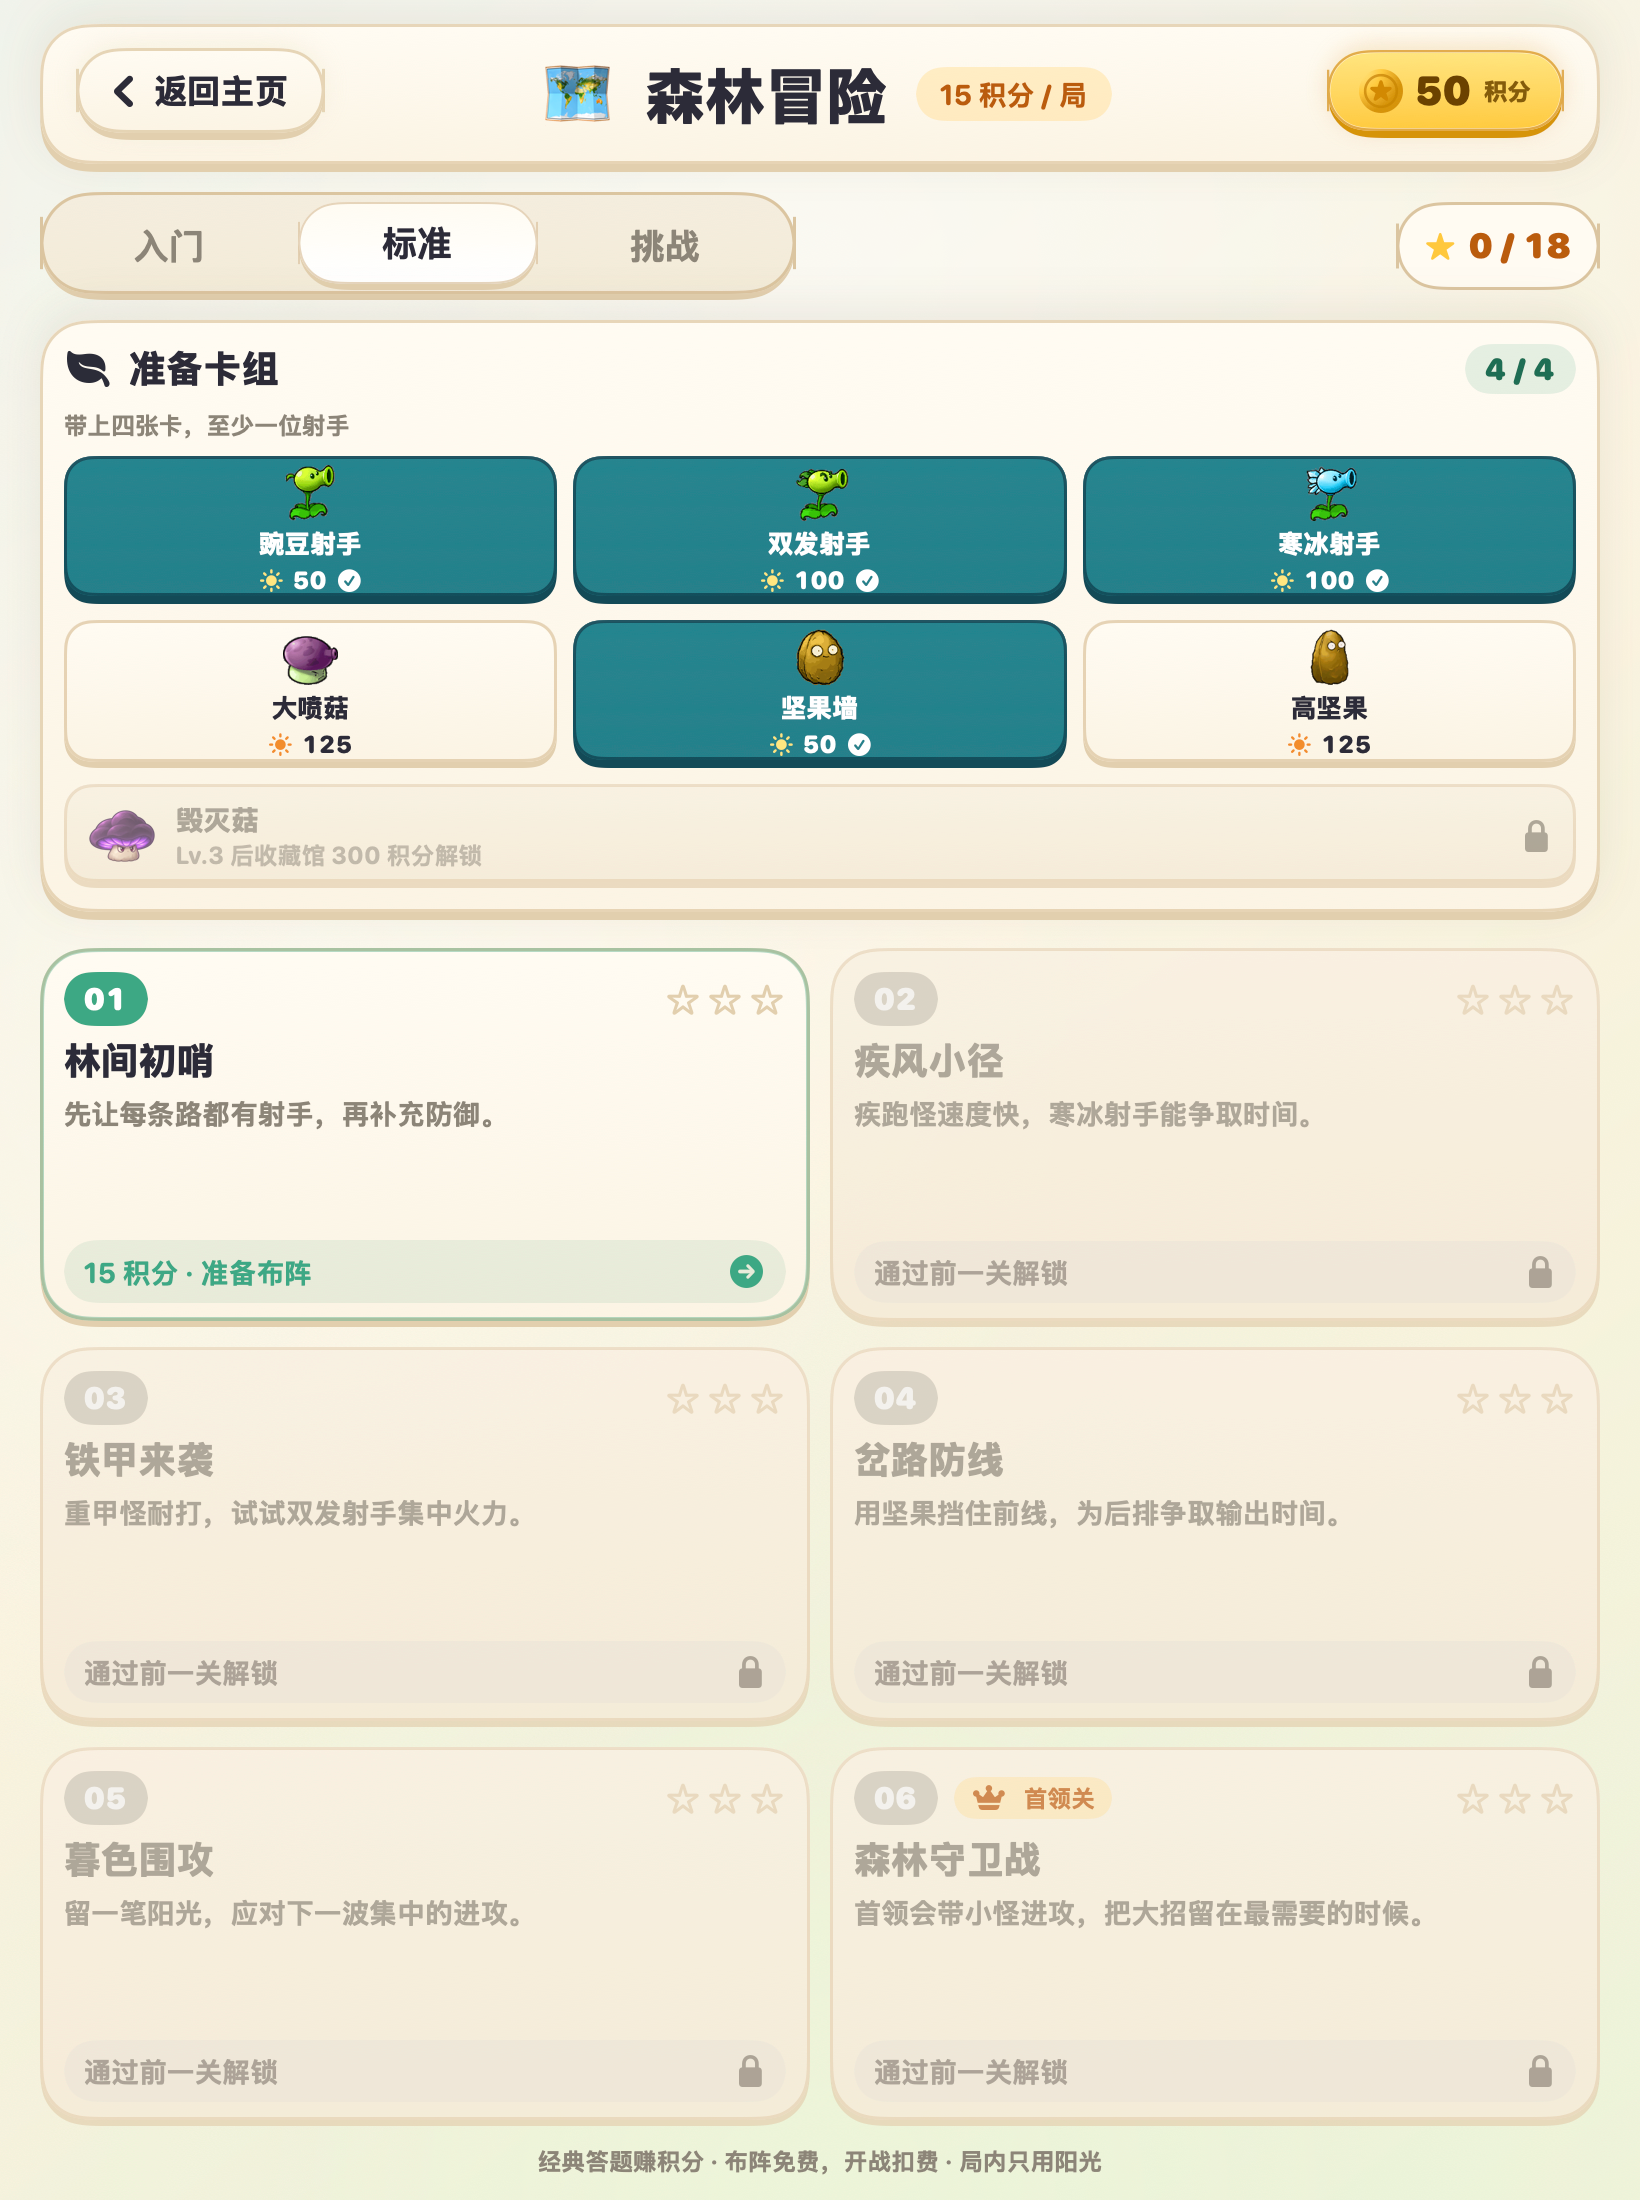 返回主页
森林冒险
15 积分 / 局
50 积分
入门
标准
挑战
0 / 18
准备卡组
4 / 4
带上四张卡，至少一位射手
豌豆射手
50
双发射手
100
寒冰射手
100
大喷菇
125
坚果墙
50
高坚果
125
毁灭菇
Lv.3 后收藏馆 300 积分解锁
01
林间初哨
先让每条路都有射手，再补充防御。
15 积分 · 准备布阵
02
疾风小径
疾跑怪速度快，寒冰射手能争取时间。
通过前一关解锁
03
铁甲来袭
重甲怪耐打，试试双发射手集中火力。
通过前一关解锁
04
岔路防线
用坚果挡住前线，为后排争取输出时间。
通过前一关解锁
05
暮色围攻
留一笔阳光，应对下一波集中的进攻。
通过前一关解锁
06
首领关
森林守卫战
首领会带小怪进攻，把大招留在最需要的时候。
通过前一关解锁
经典答题赚积分 · 布阵免费，开战扣费 · 局内只用阳光